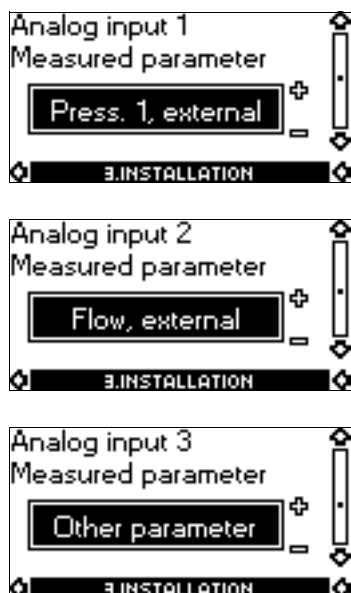 Analog input 1
Measured parameter
Press. 1, external
3.INSTALLATION
Analog input 2
Measured parameter
Flow, external
3.INSTALLATION
Analog input 3
Measured parameter
Other parameter
3.INSTALLATION